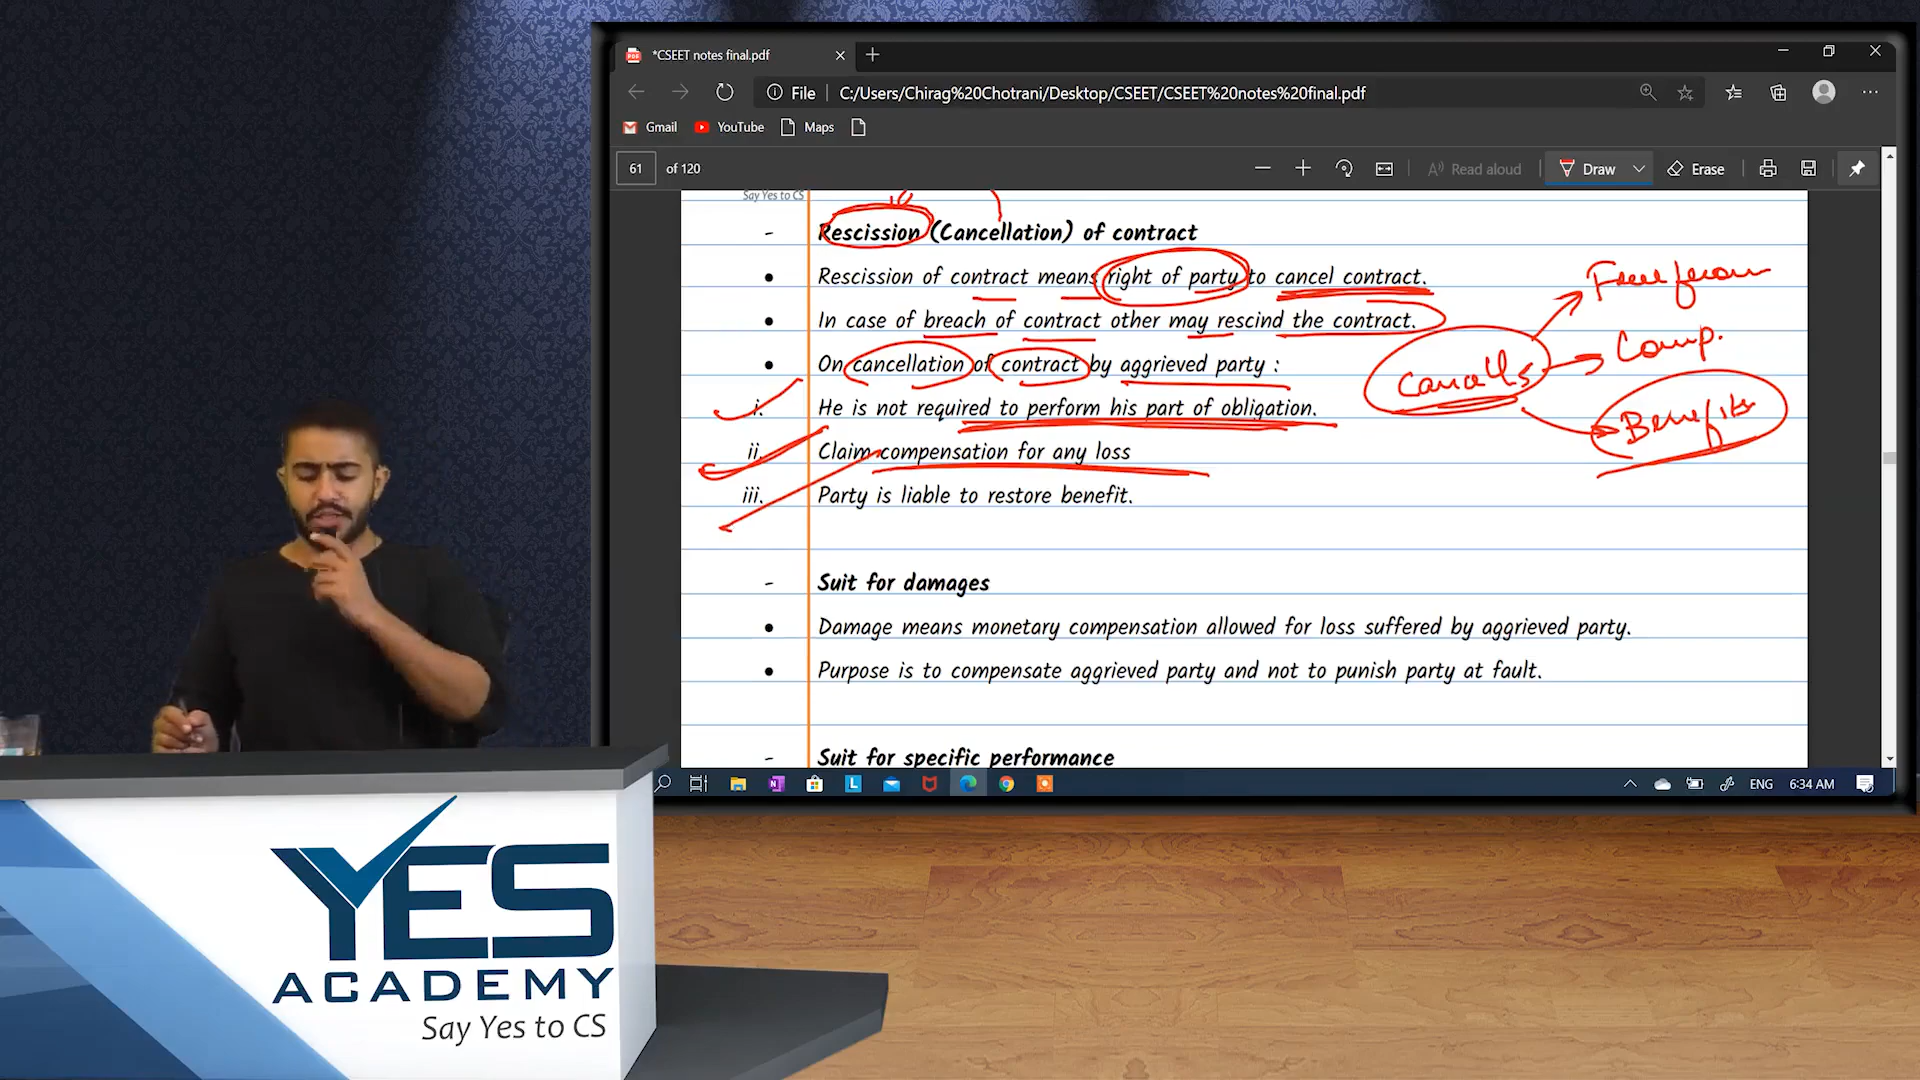 *CSEET notes final.pdf
File | C:/Users/Chirag%20Chotrani/Desktop/CSEET/CSEET%20notes%20final.pdf
Gmail YouTube Maps
61 of 120
Read aloud Draw Erase
Say Yes to CS
- Rescission (Cancellation) of contract
• Rescission of contract means right of party to cancel contract.
Free from
• In case of breach of contract other may rescind the contract.
Comp.
• On cancellation of contract by aggrieved party :
i. He is not required to perform his part of obligation.
Benefits
ii. Claim compensation for any loss
iii. Party is liable to restore benefit.
- Suit for damages
• Damage means monetary compensation allowed for loss suffered by aggrieved party.
• Purpose is to compensate aggrieved party and not to punish party at fault.
- Suit for specific performance
ENG 6:34 AM
YES
ACADEMY
Say Yes to CS